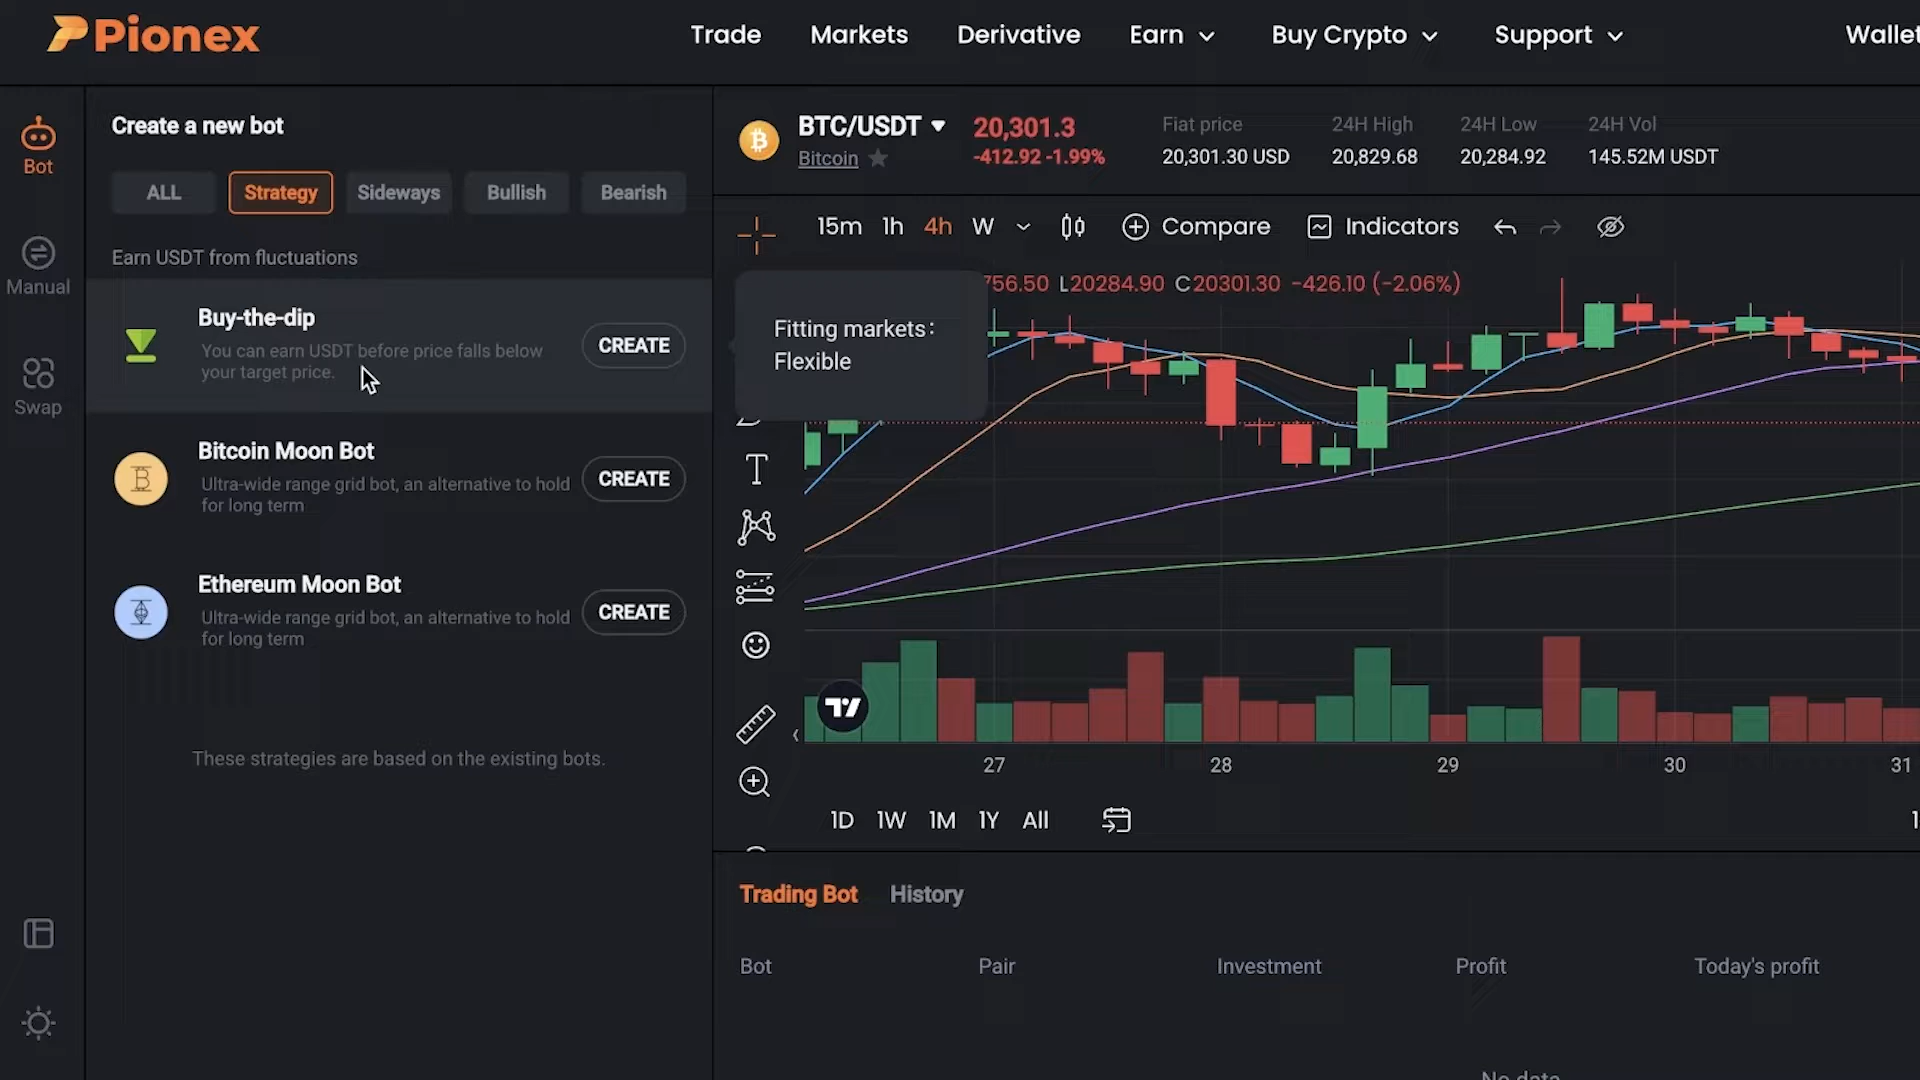 Pionex
Trade
Markets
Derivative
Earn
Buy Crypto
Support
Wallet
Bot
Manual
Swap
Create a new bot
ALL
Strategy
Sideways
Bullish
Bearish
Earn USDT from fluctuations
Buy-the-dip
You can earn USDT before price falls below
your target price.
CREATE
Bitcoin Moon Bot
Ultra-wide range grid bot, an alternative to hold
for long term
CREATE
Ethereum Moon Bot
Ultra-wide range grid bot, an alternative to hold
for long term
CREATE
These strategies are based on the existing bots.
BTC/USDT
Bitcoin
20,301.3
-412.92 -1.99%
Fiat price
20,301.30 USD
24H High
20,829.68
24H Low
20,284.92
24H Vol
145.52M USDT
15m 1h 4h W
Compare
Indicators
756.50 L20284.90 C20301.30 −426.10 (−2.06%)
Fitting markets:
Flexible
27 28 29 30 31
1D 1W 1M 1Y All
Trading Bot
History
Bot
Pair
Investment
Profit
Today's profit
No data